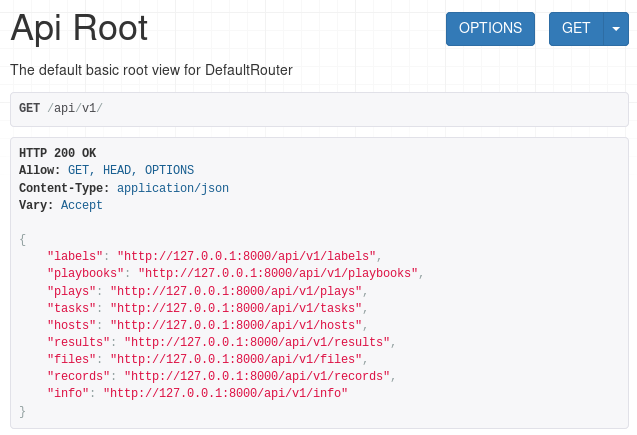 Api Root
OPTIONS
GET
The default basic root view for DefaultRouter
GET /api/v1/
HTTP 200 OK
Allow: GET, HEAD, OPTIONS
Content-Type: application/json
Vary: Accept
{
    "labels": "http://127.0.0.1:8000/api/v1/labels",
    "playbooks": "http://127.0.0.1:8000/api/v1/playbooks",
    "plays": "http://127.0.0.1:8000/api/v1/plays",
    "tasks": "http://127.0.0.1:8000/api/v1/tasks",
    "hosts": "http://127.0.0.1:8000/api/v1/hosts",
    "results": "http://127.0.0.1:8000/api/v1/results",
    "files": "http://127.0.0.1:8000/api/v1/files",
    "records": "http://127.0.0.1:8000/api/v1/records",
    "info": "http://127.0.0.1:8000/api/v1/info"
}